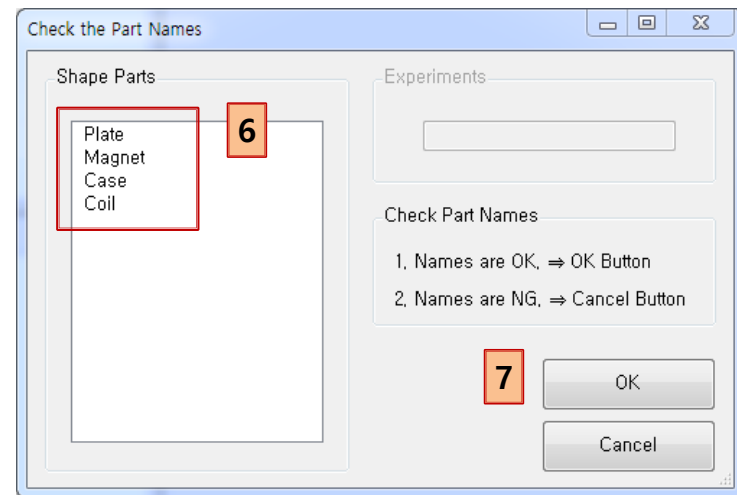 Check the Part Names
Shape Parts
6
Plate
Magnet
Case
Coil
Experiments
Check Part Names
1, Names are OK, ⇒ OK Button
2, Names are NG, ⇒ Cancel Button
7
OK
Cancel